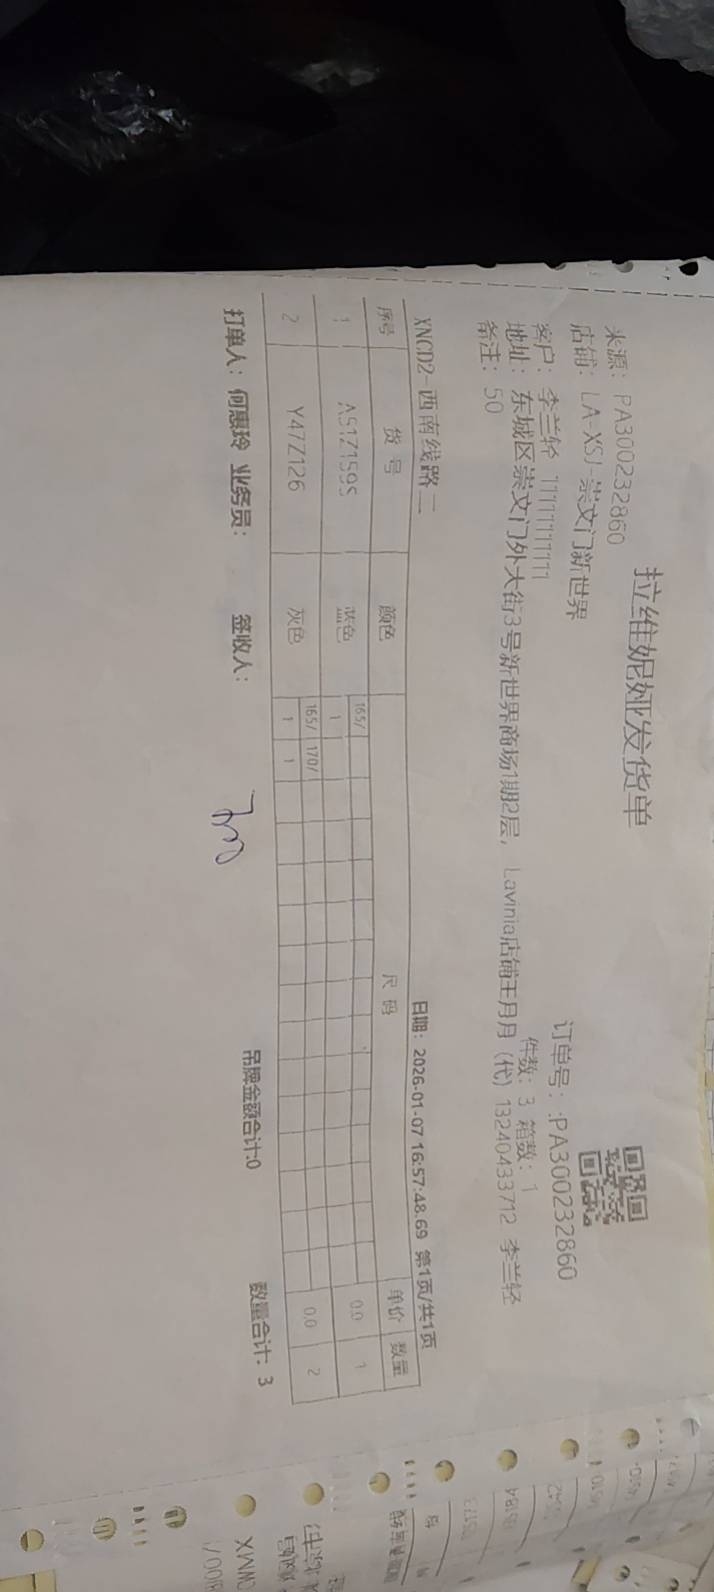 拉维妮娅发货单
来源：PA300232860
订单号：:PA300232860
店铺：LA-XSJ-崇文门新世界
件数：3 箱数：1
客户：李兰轻 11111111111
地址：东城区崇文门外大街3号新世界商场1期2层， Lavinia店铺王月月（代）13240433712 李兰轻
备注：50
XNCD2-西南线路二
日期：2026-01-07 16:57:48.69 第1页/共1页
序号 货号 颜色 尺码 单价 数量
1 A51Z159S 165/ 0.0 1
1
2 Y47Z126 灰色 165/ 170/ 0.0 2
1 1
打单人：何惠玲 业务员： 签收人： 吊牌金额合计:0 数量合计：3